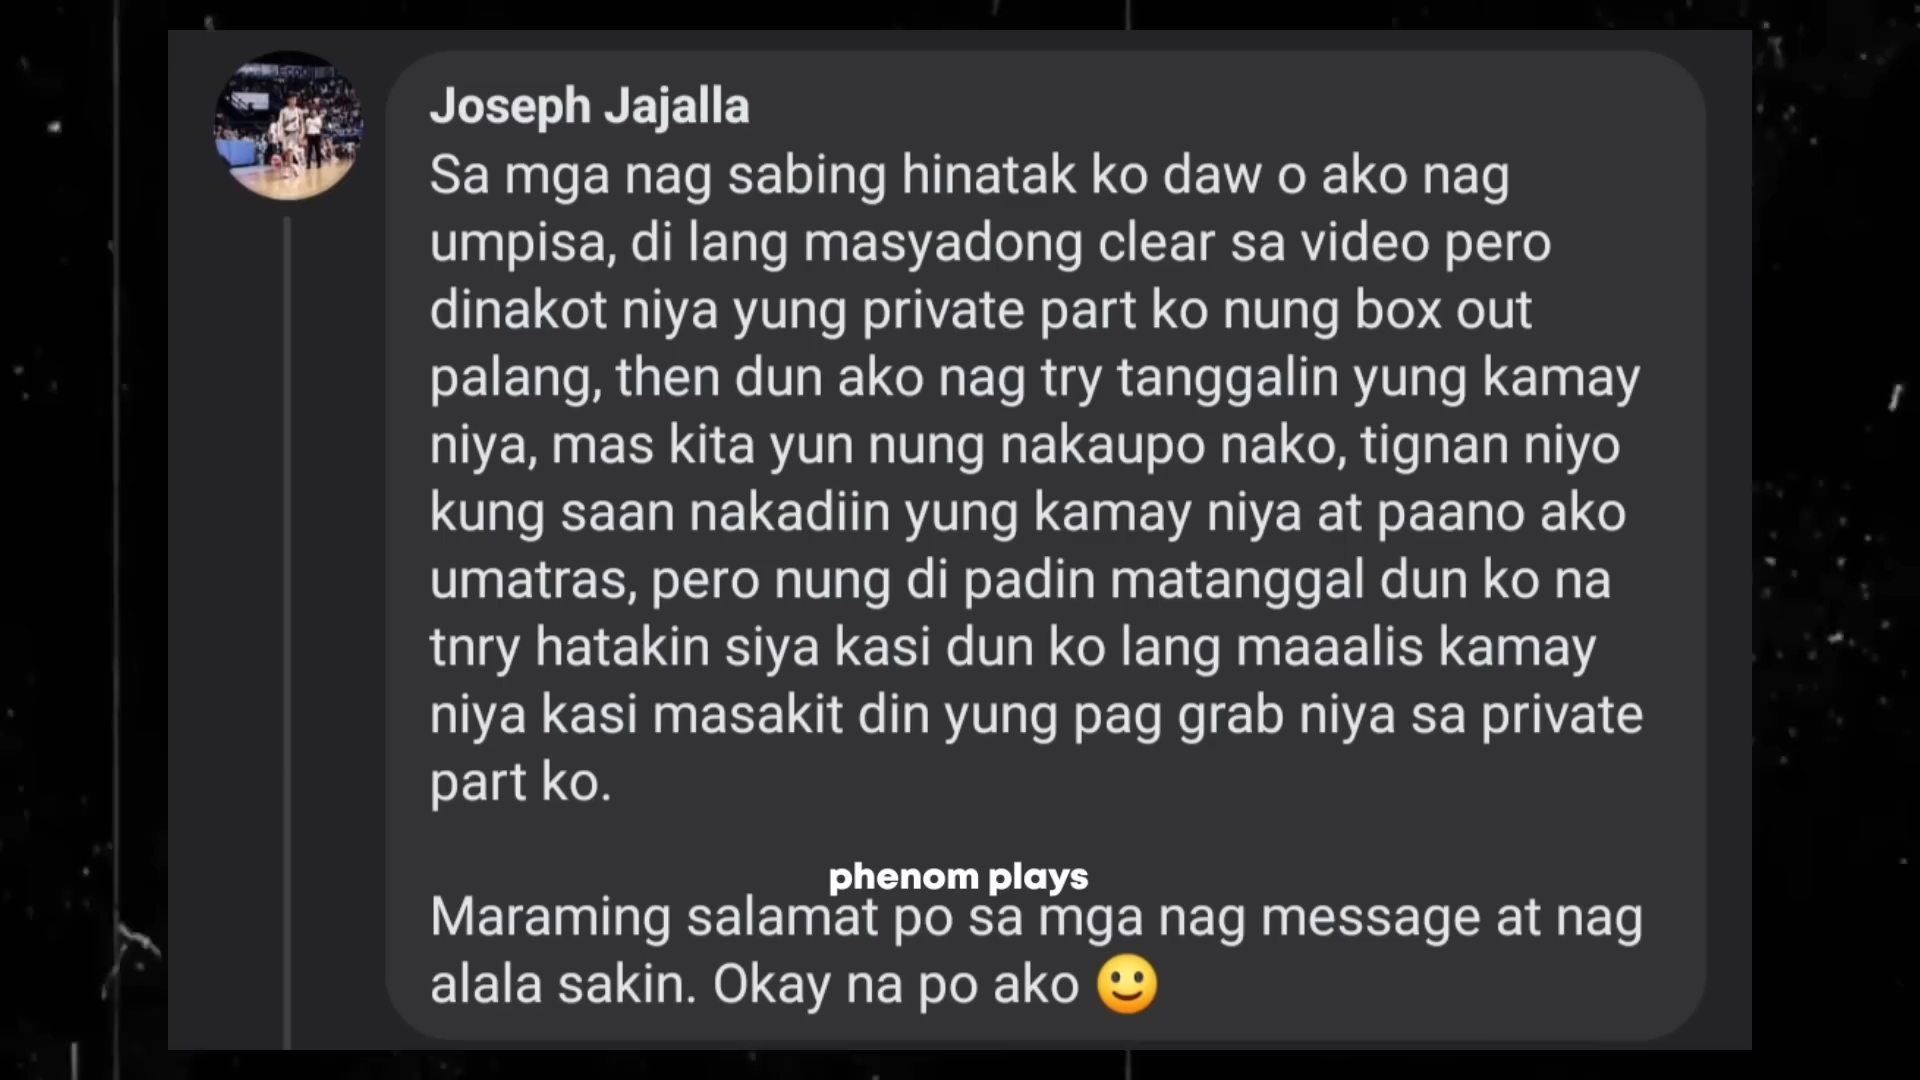 Joseph Jajalla
Sa mga nag sabing hinatak ko daw o ako nag
umpisa, di lang masyadong clear sa video pero
dinakot niya yung private part ko nung box out
palang, then dun ako nag try tanggalin yung kamay
niya, mas kita yun nung nakaupo nako, tignan niyo
kung saan nakadiin yung kamay niya at paano ako
umatras, pero nung di padin matanggal dun ko na
tnry hatakin siya kasi dun ko lang maaalis kamay
niya kasi masakit din yung pag grab niya sa private
part ko.
phenom plays
Maraming salamat po sa mga nag message at nag
alala sakin. Okay na po ako 🙂